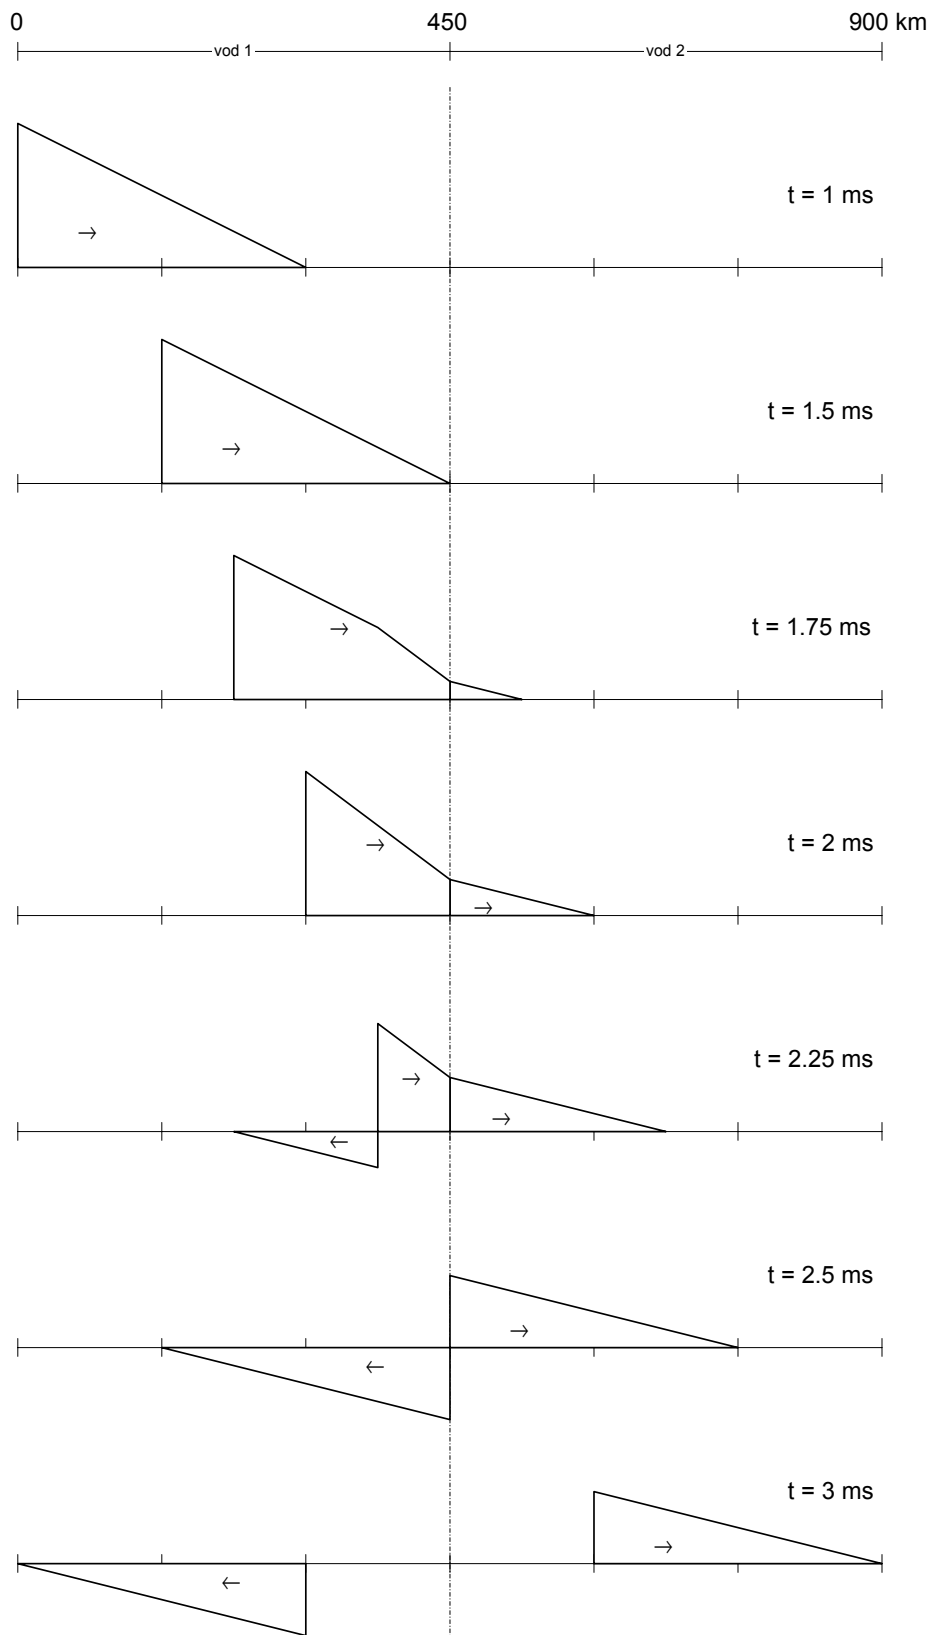 0 450 900 km
vod 1 vod 2
t = 1 ms
t = 1.5 ms
t = 1.75 ms
t = 2 ms
t = 2.25 ms
t = 2.5 ms
t = 3 ms